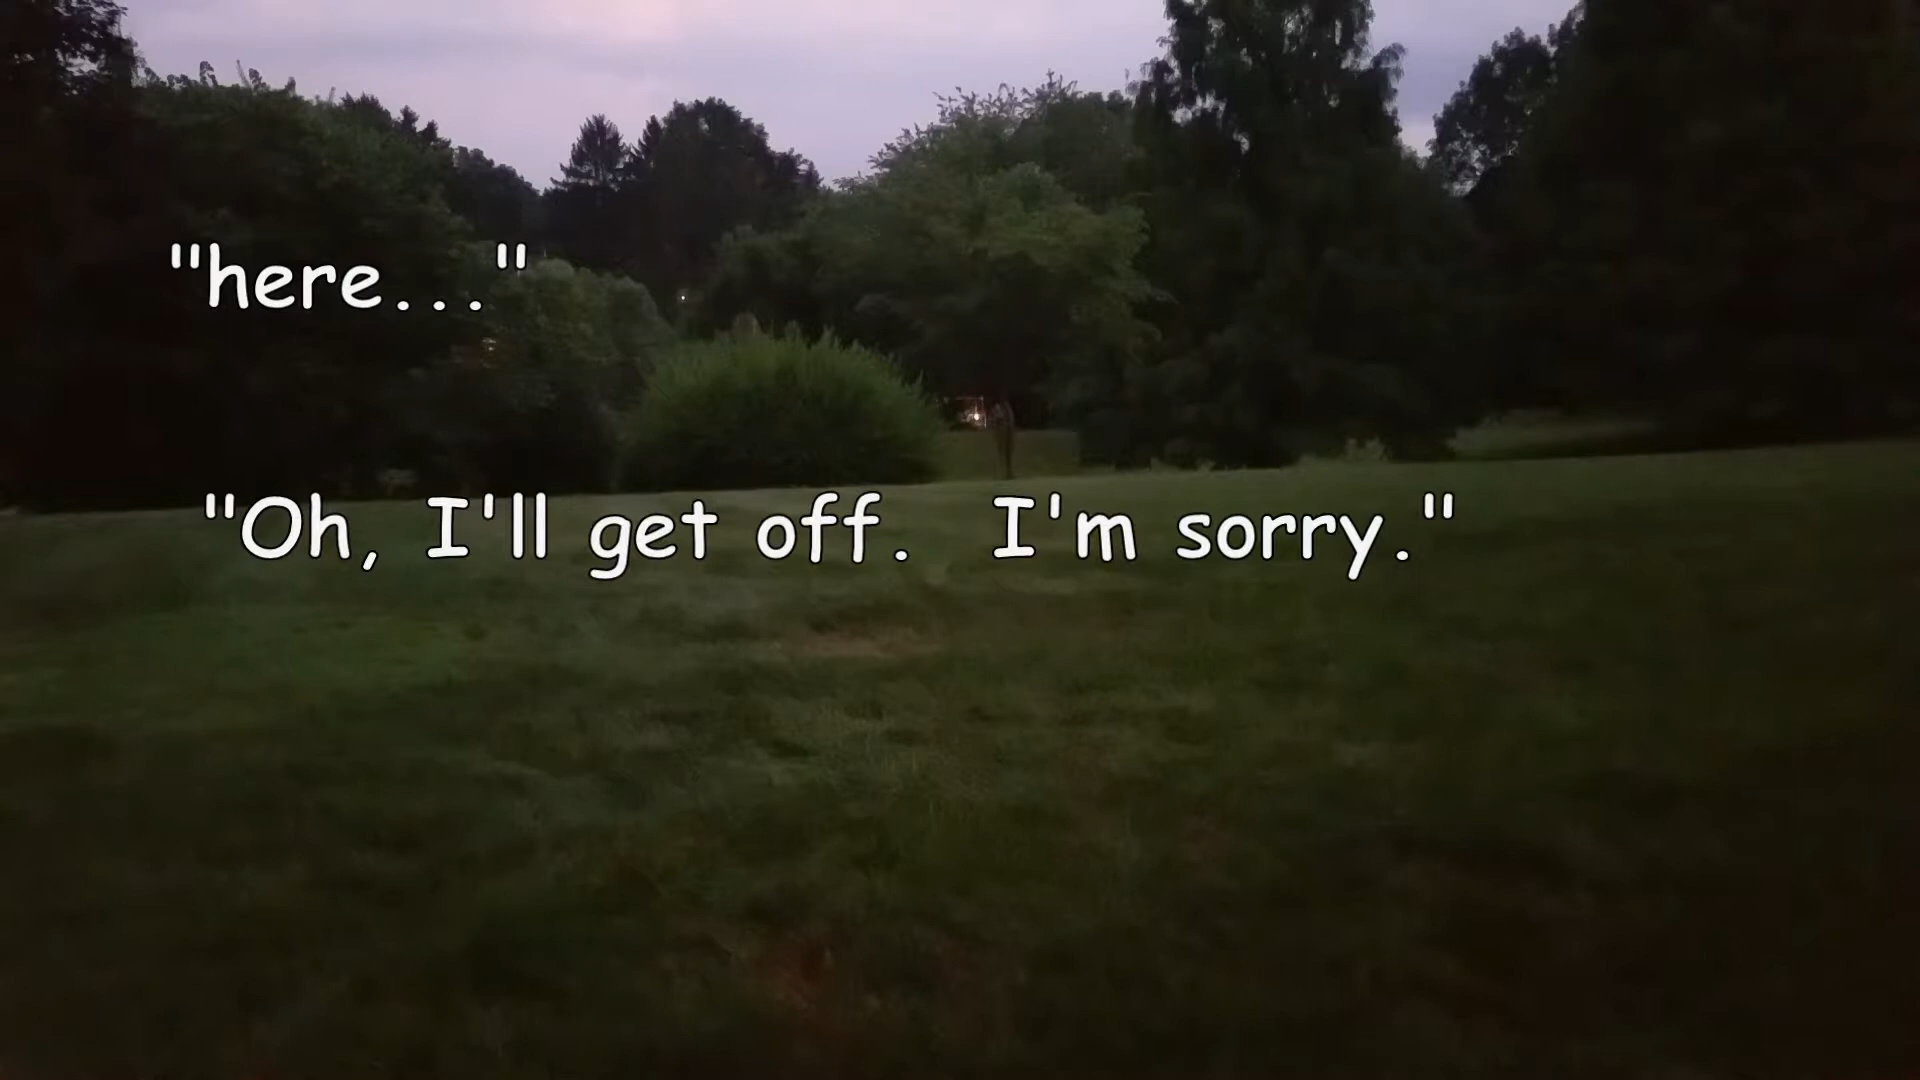 "here..."
"Oh, I'll get off.  I'm sorry."